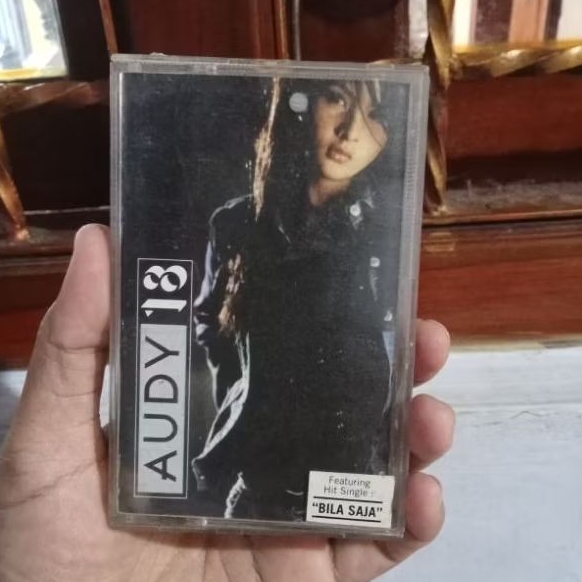 AUDY 18
Featuring
Hit Single :
"BILA SAJA"